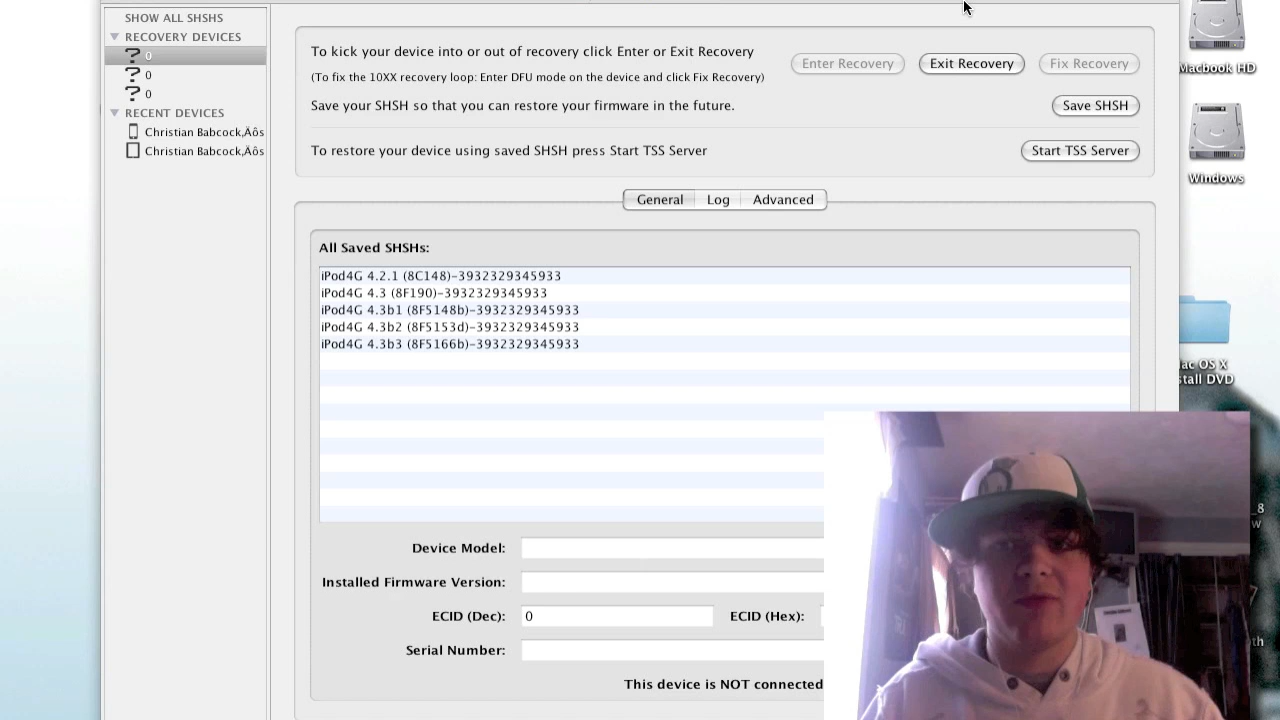 SHOW ALL SHSHS
RECOVERY DEVICES
0
0
0
RECENT DEVICES
Christian Babcock‚Äôs
Christian Babcock‚Äôs
To kick your device into or out of recovery click Enter or Exit Recovery
(To fix the 10XX recovery loop: Enter DFU mode on the device and click Fix Recovery)
Enter Recovery
Exit Recovery
Fix Recovery
Save your SHSH so that you can restore your firmware in the future.
Save SHSH
To restore your device using saved SHSH press Start TSS Server
Start TSS Server
General
Log
Advanced
All Saved SHSHs:
iPod4G 4.2.1 (8C148)-3932329345933
iPod4G 4.3 (8F190)-3932329345933
iPod4G 4.3b1 (8F5148b)-3932329345933
iPod4G 4.3b2 (8F5153d)-3932329345933
iPod4G 4.3b3 (8F5166b)-3932329345933
Device Model:
Installed Firmware Version:
ECID (Dec): 0 ECID (Hex):
Serial Number:
This device is NOT connected
Macbook HD
Windows
ac OS X
stall DVD
_8
w
7
th